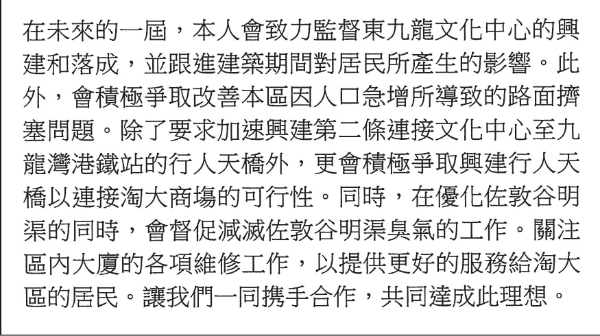 在未來的一屆，本人會致力監督東九龍文化中心的興
建和落成，並跟進建築期間對居民所產生的影響。此
外，會積極爭取改善本區因人口急增所導致的路面擠
塞問題。除了要求加速興建第二條連接文化中心至九
龍灣港鐵站的行人天橋外，更會積極爭取興建行人天
橋以連接淘大商塲的可行性。同時，在優化佐敦谷明
渠的同時，會督促減滅佐敦谷明渠臭氣的工作。關注
區內大廈的各項維修工作，以提供更好的服務給淘大
區的居民。讓我們一同携手合作，共同達成此理想。